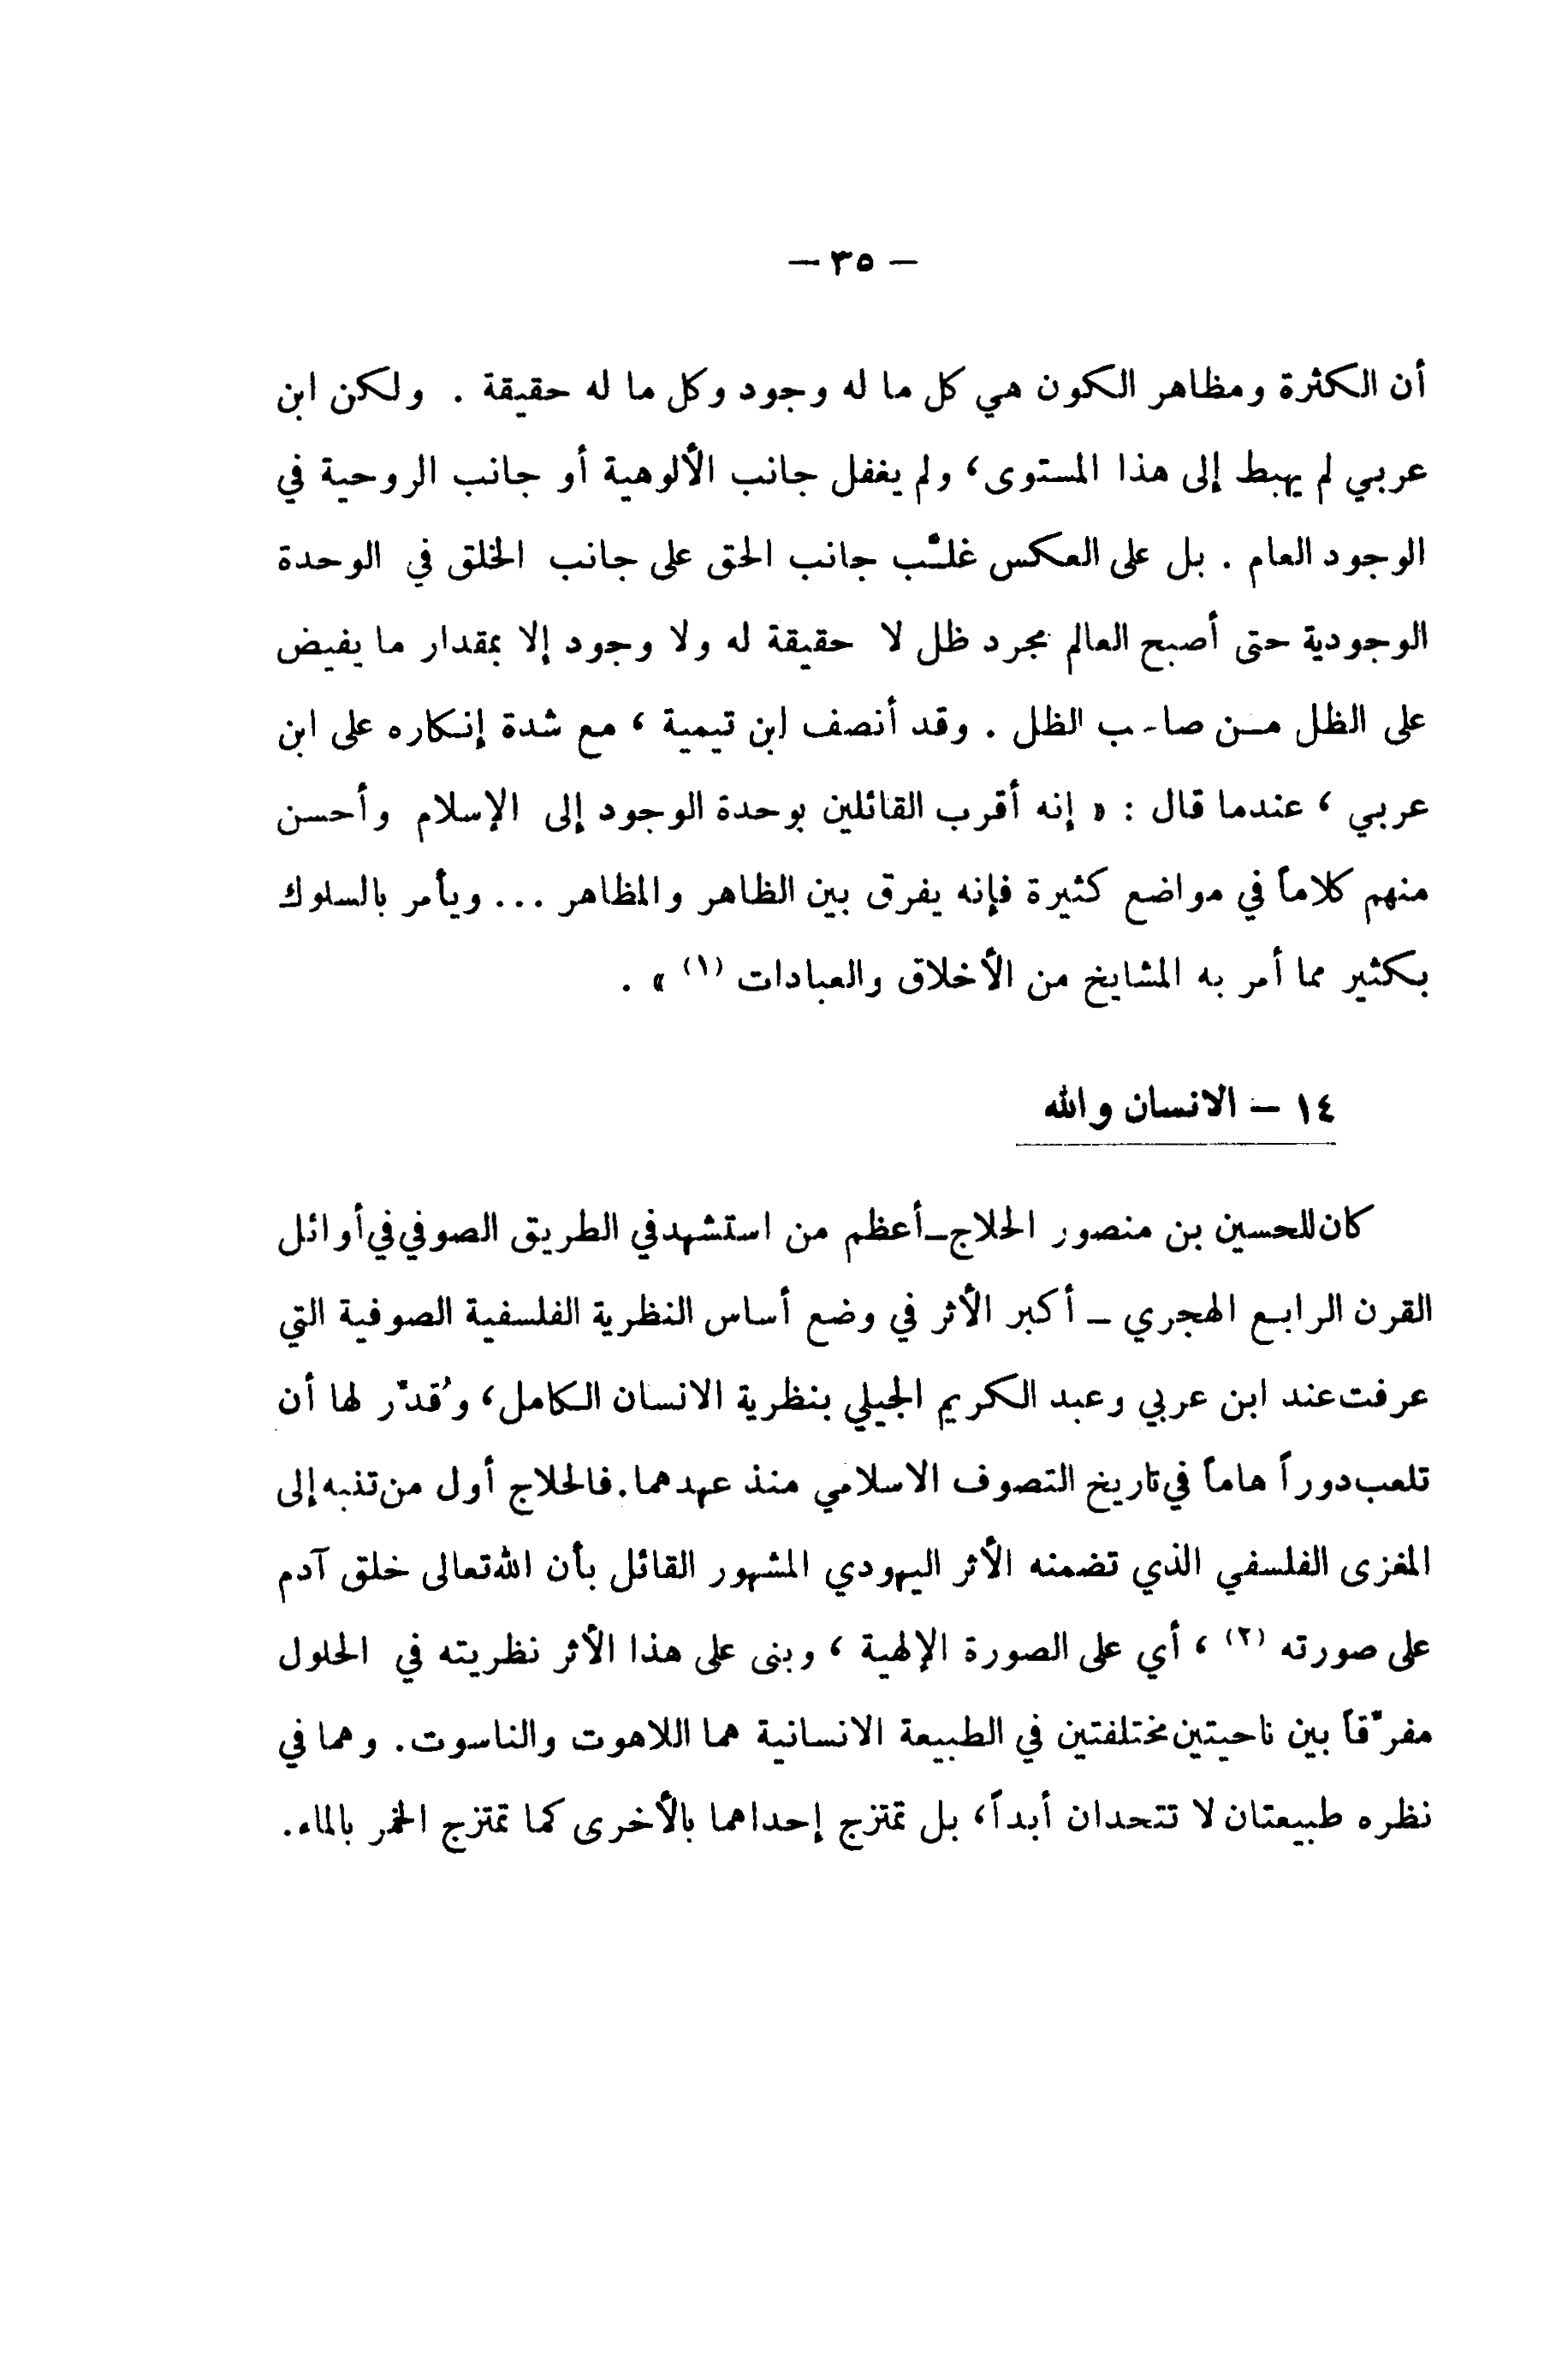 — ٣٥ —
أن الكثرة ومظاهر الكون هي كل ما له وجود وكل ما له حقيقة . ولكن ابن
عربي لم يهبط إلى هذا المستوى ، ولم يغفل جانب الألوهية أو جانب الروحية في
الوجود العام . بل على العكس غلَّب جانب الحق على جانب الخلق في الوحدة
الوجودية حتى أصبح العالم مجرد ظل لا حقيقة له ولا وجود إلا بمقدار ما يفيض
على الظل من صاحب الظل . وقد أنصف ابن تيمية ، مع شدة إنكاره على ابن
عربي ، عندما قال : « إنه أقرب القائلين بوحدة الوجود إلى الإسلام وأحسن
منهم كلاماً في مواضع كثيرة فإنه يفرق بين الظاهر والمظاهر ... ويأمر بالسلوك
بكثير مما أمر به المشايخ من الأخلاق والعبادات (١) » .
١٤ — الانسان والله
كان للحسين بن منصور الحلاج – أعظم من استشهد في الطريق الصوفي في أوائل
القرن الرابع الهجري – أكبر الأثر في وضع أساس النظرية الفلسفية الصوفية التي
عرفت عند ابن عربي وعبد الكريم الجيلي بنظرية الانسان الكامل ، وقُدّر لها أن
تلعب دوراً هاماً في تاريخ التصوف الاسلامي منذ عهدهما . فالحلاج أول من تنبه إلى
المغزى الفلسفي الذي تضمنه الأثر اليهودي المشهور القائل بأن الله تعالى خلق آدم
على صورته (٢) ، أي على الصورة الإلهية ، وبنى على هذا الأثر نظريته في الحلول
مفرّقاً بين ناحيتين مختلفتين في الطبيعة الانسانية هما اللاهوت والناسوت . وهما في
نظره طبيعتان لا تتحدان أبداً ، بل تمتزج إحداهما بالأخرى كما تمتزج الخمر بالماء .